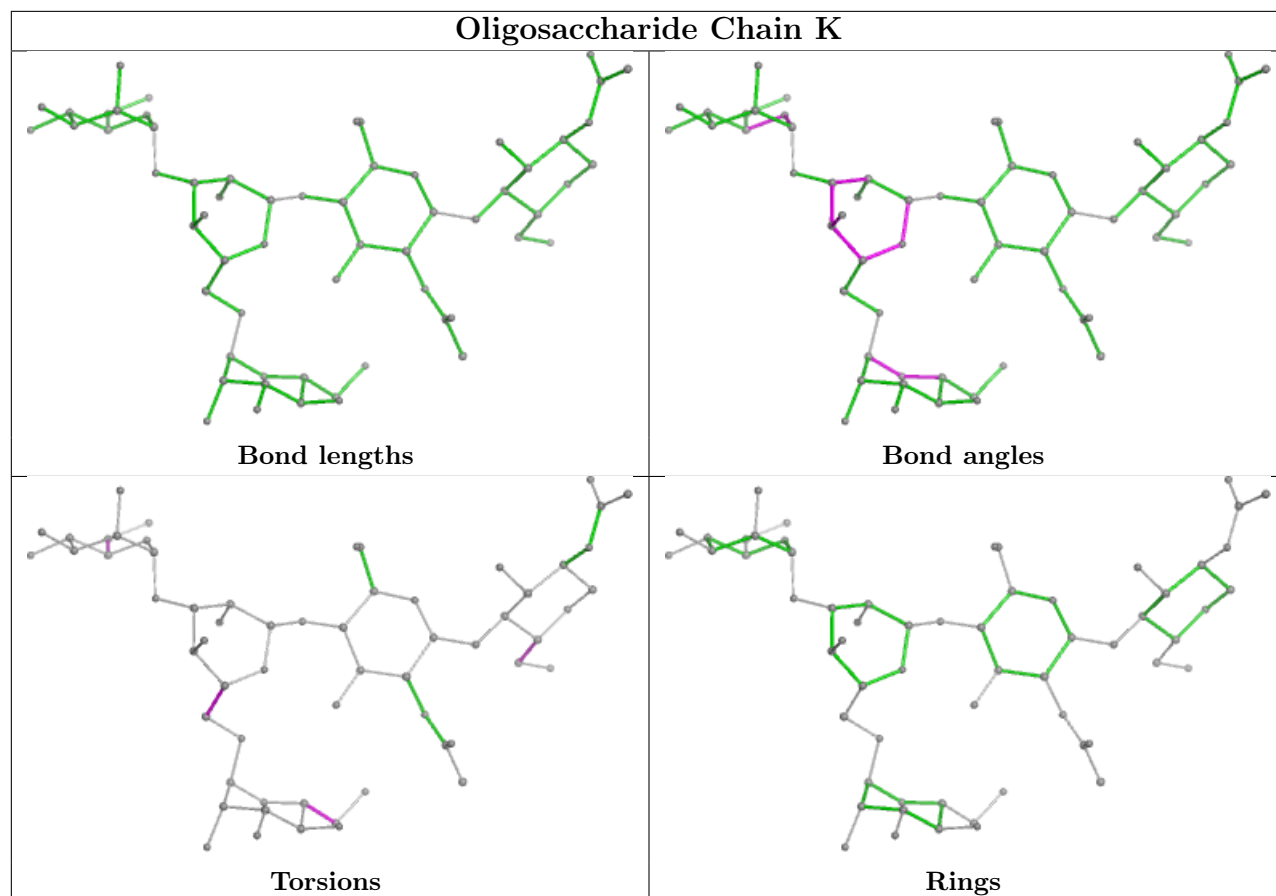 Oligosaccharide Chain K
Bond lengths
Bond angles
Torsions
Rings